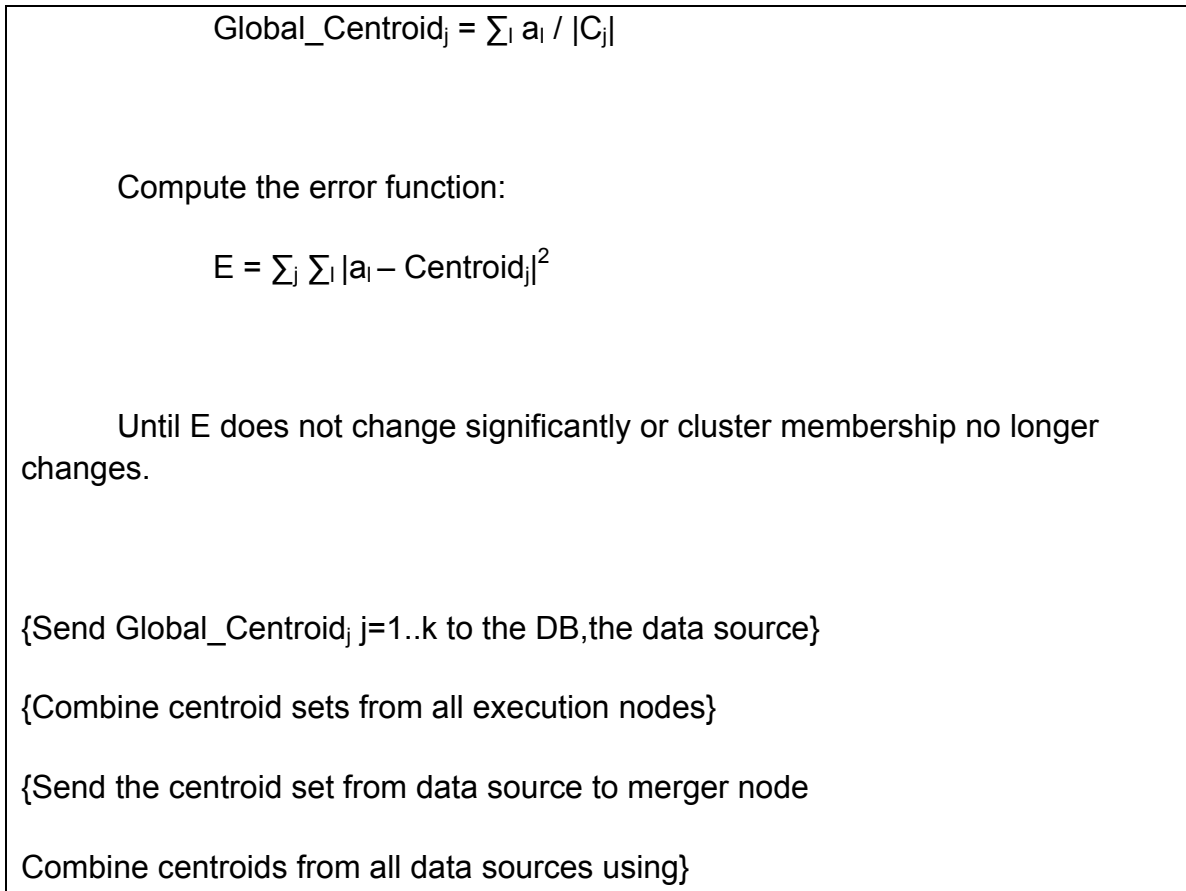 Global_Centroidⱼ = ∑ₗ aₗ / |Cⱼ|
Compute the error function:
E = ∑ⱼ ∑ₗ |aₗ – Centroidⱼ|²
Until E does not change significantly or cluster membership no longer
changes.
{Send Global_Centroidⱼ j=1..k to the DB,the data source}
{Combine centroid sets from all execution nodes}
{Send the centroid set from data source to merger node
Combine centroids from all data sources using}